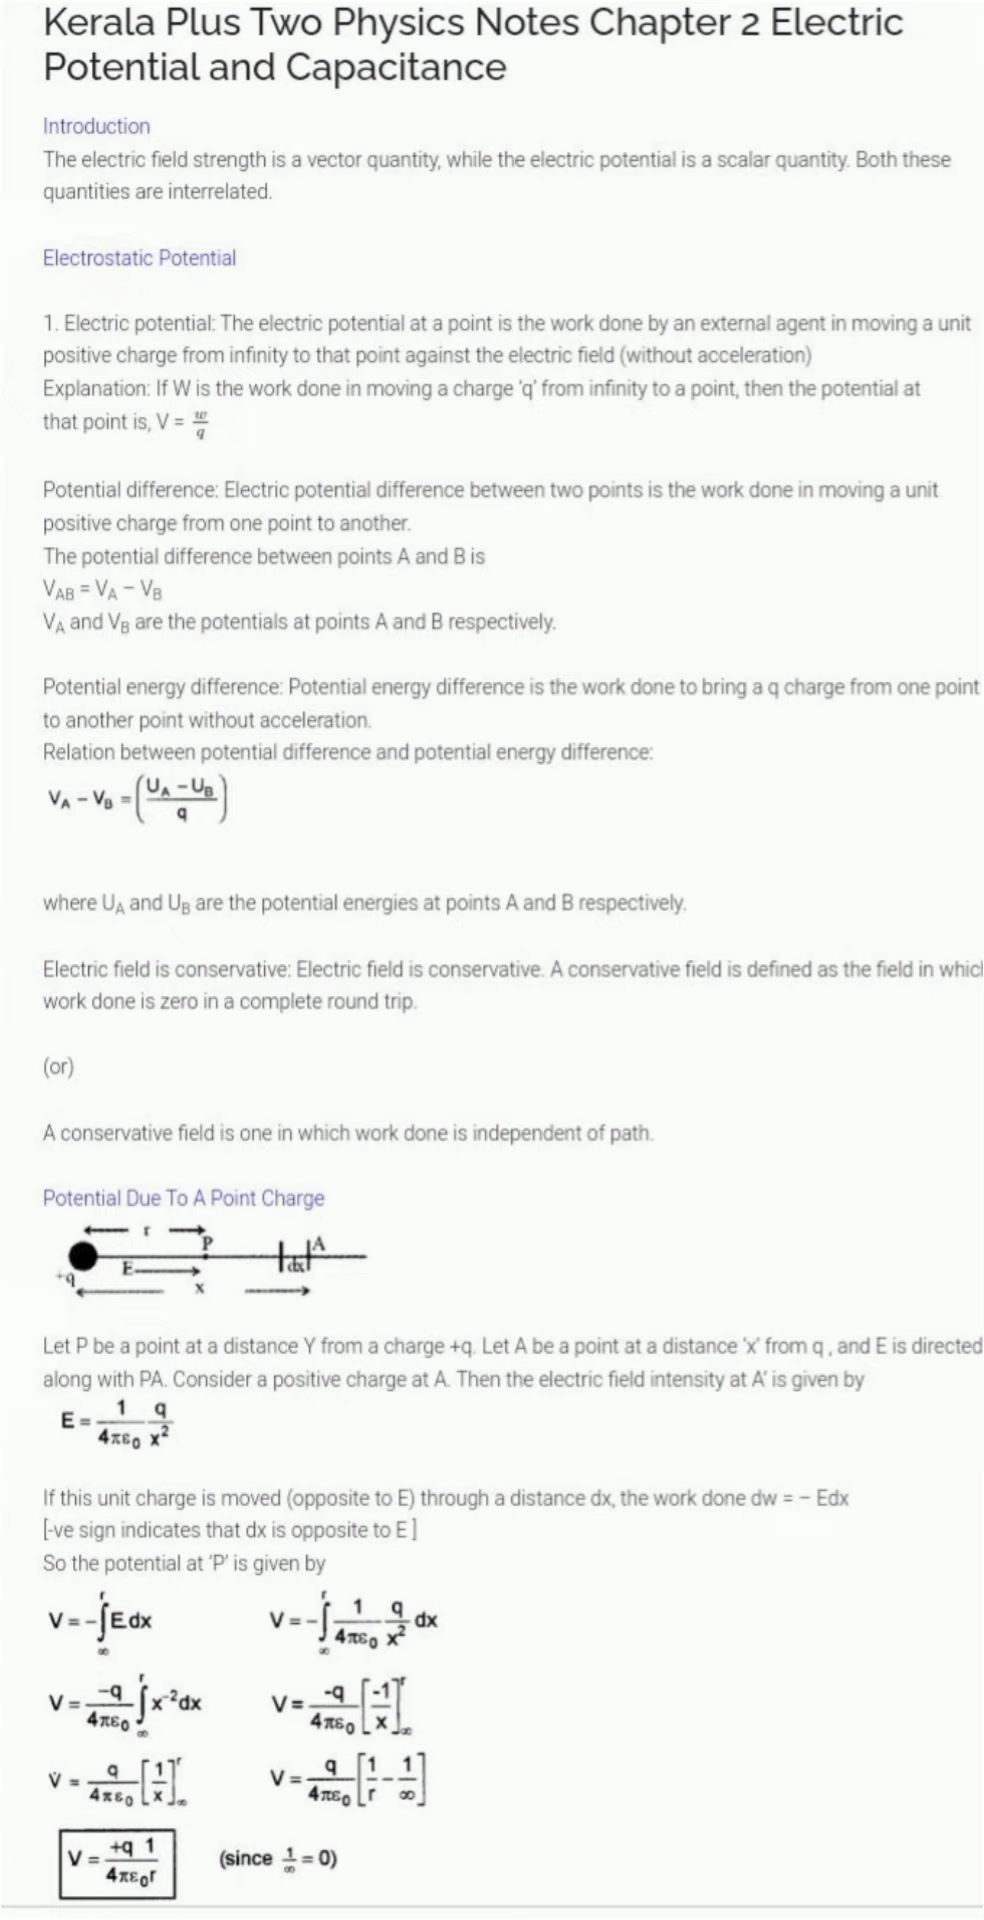 Kerala Plus Two Physics Notes Chapter 2 Electric
Potential and Capacitance
Introduction
The electric field strength is a vector quantity, while the electric potential is a scalar quantity. Both these
quantities are interrelated.
Electrostatic Potential
1. Electric potential: The electric potential at a point is the work done by an external agent in moving a unit
positive charge from infinity to that point against the electric field (without acceleration)
Explanation: If W is the work done in moving a charge 'q' from infinity to a point, then the potential at
that point is, V = w/q
Potential difference: Electric potential difference between two points is the work done in moving a unit
positive charge from one point to another.
The potential difference between points A and B is
V_AB = V_A – V_B
V_A and V_B are the potentials at points A and B respectively.
Potential energy difference: Potential energy difference is the work done to bring a q charge from one point
to another point without acceleration.
Relation between potential difference and potential energy difference:
V_A – V_B = ((U_A – U_B)/q)
where U_A and U_B are the potential energies at points A and B respectively.
Electric field is conservative: Electric field is conservative. A conservative field is defined as the field in which
work done is zero in a complete round trip.
(or)
A conservative field is one in which work done is independent of path.
Potential Due To A Point Charge
r
P A
E dx
+q x
Let P be a point at a distance Y from a charge +q. Let A be a point at a distance 'x' from q , and E is directed
along with PA. Consider a positive charge at A. Then the electric field intensity at A' is given by
E = 1/(4πε₀) q/x²
If this unit charge is moved (opposite to E) through a distance dx, the work done dw = – Edx
[-ve sign indicates that dx is opposite to E ]
So the potential at 'P' is given by
V = –∫_∞^r E dx V = –∫_∞^r 1/(4πε₀) q/x² dx
V = –q/(4πε₀) ∫_∞^r x⁻² dx V = –q/(4πε₀) [–1/x]_∞^r
V = q/(4πε₀) [1/x]_∞^r V = q/(4πε₀) [1/r – 1/∞]
V = +q 1/(4πε₀r) (since 1/∞ = 0)